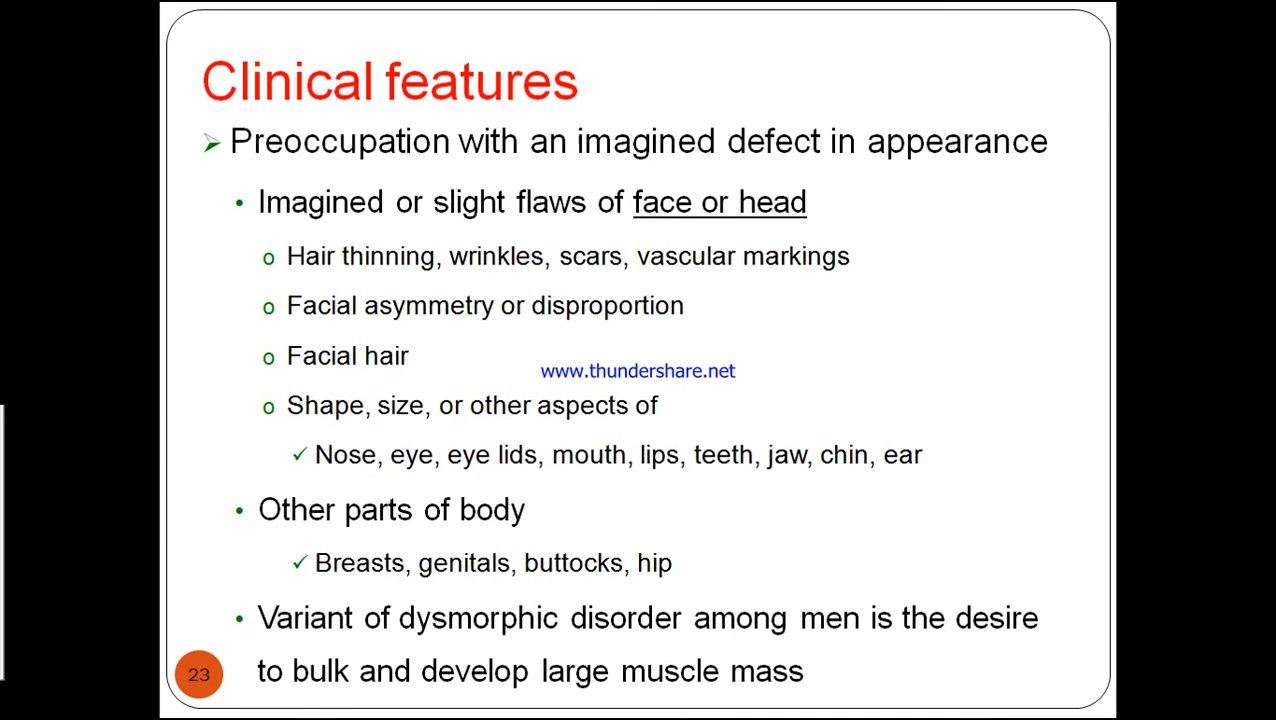 Clinical features
➢ Preoccupation with an imagined defect in appearance
• Imagined or slight flaws of face or head
o Hair thinning, wrinkles, scars, vascular markings
o Facial asymmetry or disproportion
o Facial hair
www.thundershare.net
o Shape, size, or other aspects of
✓ Nose, eye, eye lids, mouth, lips, teeth, jaw, chin, ear
• Other parts of body
✓ Breasts, genitals, buttocks, hip
• Variant of dysmorphic disorder among men is the desire
to bulk and develop large muscle mass
23